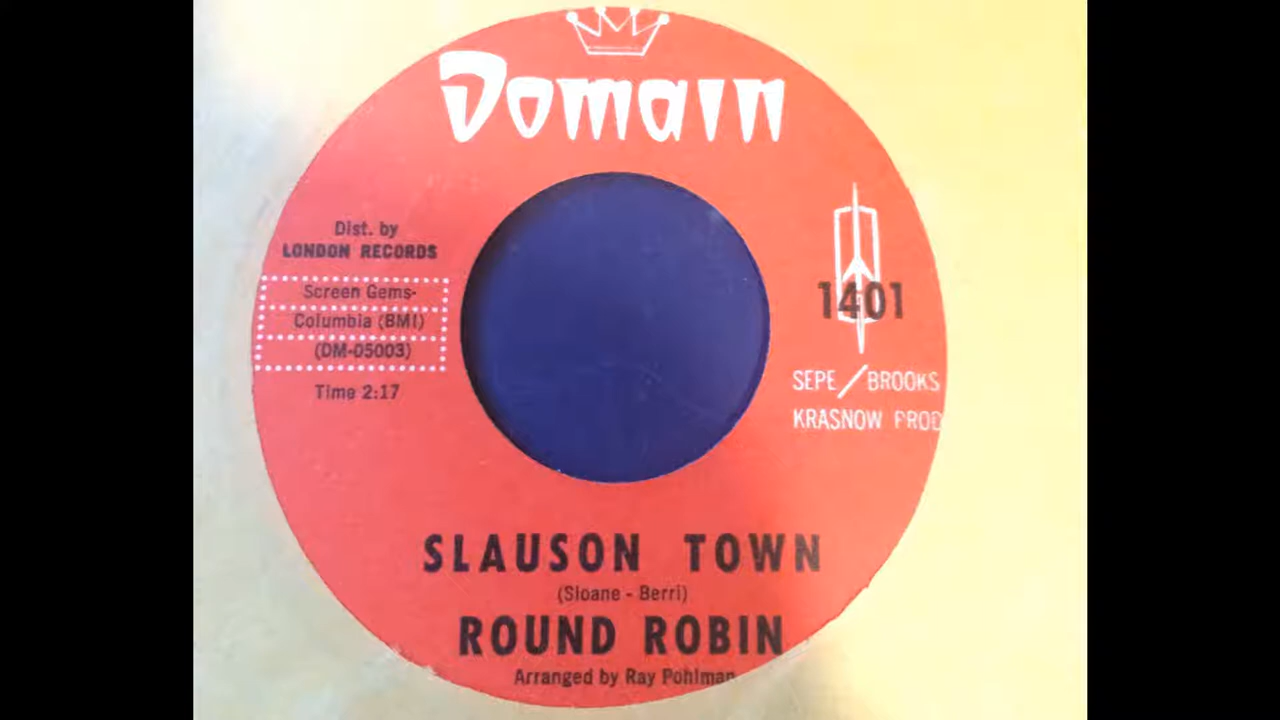 Domain
Dist. by
LONDON RECORDS
Screen Gems-
Columbia (BMI)
(DM-05003)
Time 2:17
1401
SEPE/BROOKS
KRASNOW PROD
SLAUSON TOWN
(Sloane - Berri)
ROUND ROBIN
Arranged by Ray Pohlman